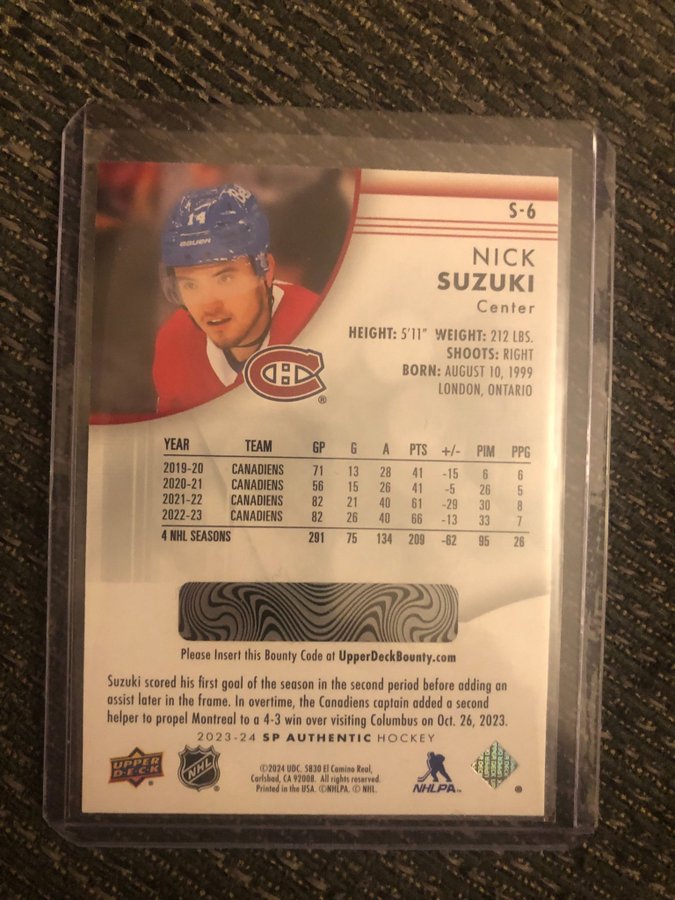 S-6
14
BAUER
NICK
SUZUKI
Center
HEIGHT: 5'11" WEIGHT: 212 LBS.
SHOOTS: RIGHT
BORN: AUGUST 10, 1999
LONDON, ONTARIO
®
YEAR TEAM GP G A PTS +/- PIM PPG
2019-20 CANADIENS 71 13 28 41 -15 6 6
2020-21 CANADIENS 56 15 26 41 -5 26 5
2021-22 CANADIENS 82 21 40 61 -29 30 8
2022-23 CANADIENS 82 26 40 66 -13 33 7
4 NHL SEASONS 291 75 134 209 -62 95 26
Please Insert this Bounty Code at UpperDeckBounty.com
Suzuki scored his first goal of the season in the second period before adding an
assist later in the frame. In overtime, the Canadiens captain added a second
helper to propel Montreal to a 4-3 win over visiting Columbus on Oct. 26, 2023.
2023-24 SP AUTHENTIC HOCKEY
UPPER
DECK
NHL
©2024 UDC. 5830 El Camino Real,
Carlsbad, CA 92008. All rights reserved.
Printed in the USA. ©NHLPA. © NHL.
NHLPA
UPPER DECK